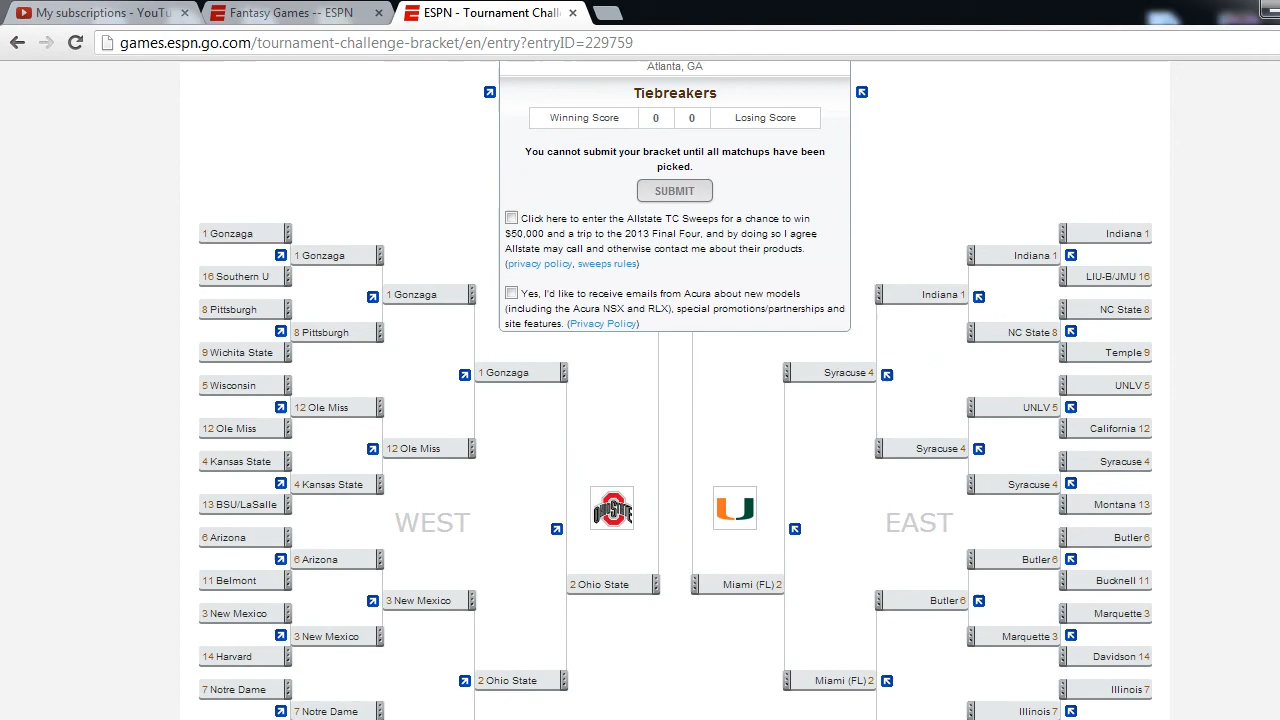 My subscriptions - YouTu
Fantasy Games -- ESPN
ESPN - Tournament Chall
games.espn.go.com/tournament-challenge-bracket/en/entry?entryID=229759
Atlanta, GA
Tiebreakers
Winning Score 0 0 Losing Score
You cannot submit your bracket until all matchups have been
picked.
SUBMIT
Click here to enter the Allstate TC Sweeps for a chance to win
$50,000 and a trip to the 2013 Final Four, and by doing so I agree
Allstate may call and otherwise contact me about their products.
(privacy policy, sweeps rules)
Yes, I'd like to receive emails from Acura about new models
(including the Acura NSX and RLX), special promotions/partnerships and
site features. (Privacy Policy)
1 Gonzaga
16 Southern U
8 Pittsburgh
9 Wichita State
5 Wisconsin
12 Ole Miss
4 Kansas State
13 BSU/LaSalle
6 Arizona
11 Belmont
3 New Mexico
14 Harvard
7 Notre Dame
1 Gonzaga
8 Pittsburgh
12 Ole Miss
4 Kansas State
6 Arizona
3 New Mexico
7 Notre Dame
1 Gonzaga
12 Ole Miss
WEST
3 New Mexico
1 Gonzaga
2 Ohio State
OHIO STATE
2 Ohio State
Miami (FL) 2
Syracuse 4
Miami (FL) 2
Indiana 1
Syracuse 4
EAST
Butler 6
Indiana 1
NC State 8
UNLV 5
Syracuse 4
Butler 6
Marquette 3
Illinois 7
Indiana 1
LIU-B/JMU 16
NC State 8
Temple 9
UNLV 5
California 12
Syracuse 4
Montana 13
Butler 6
Bucknell 11
Marquette 3
Davidson 14
Illinois 7